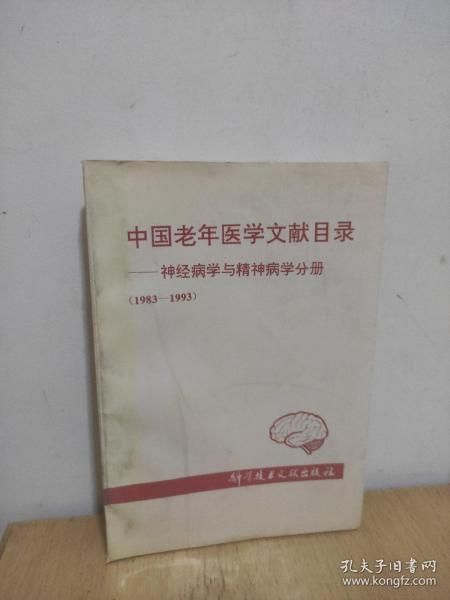 中国老年医学文献目录
——神经病学与精神病学分册
(1983—1993)
科学技术文献出版社
孔夫子旧书网
www.kongfz.com